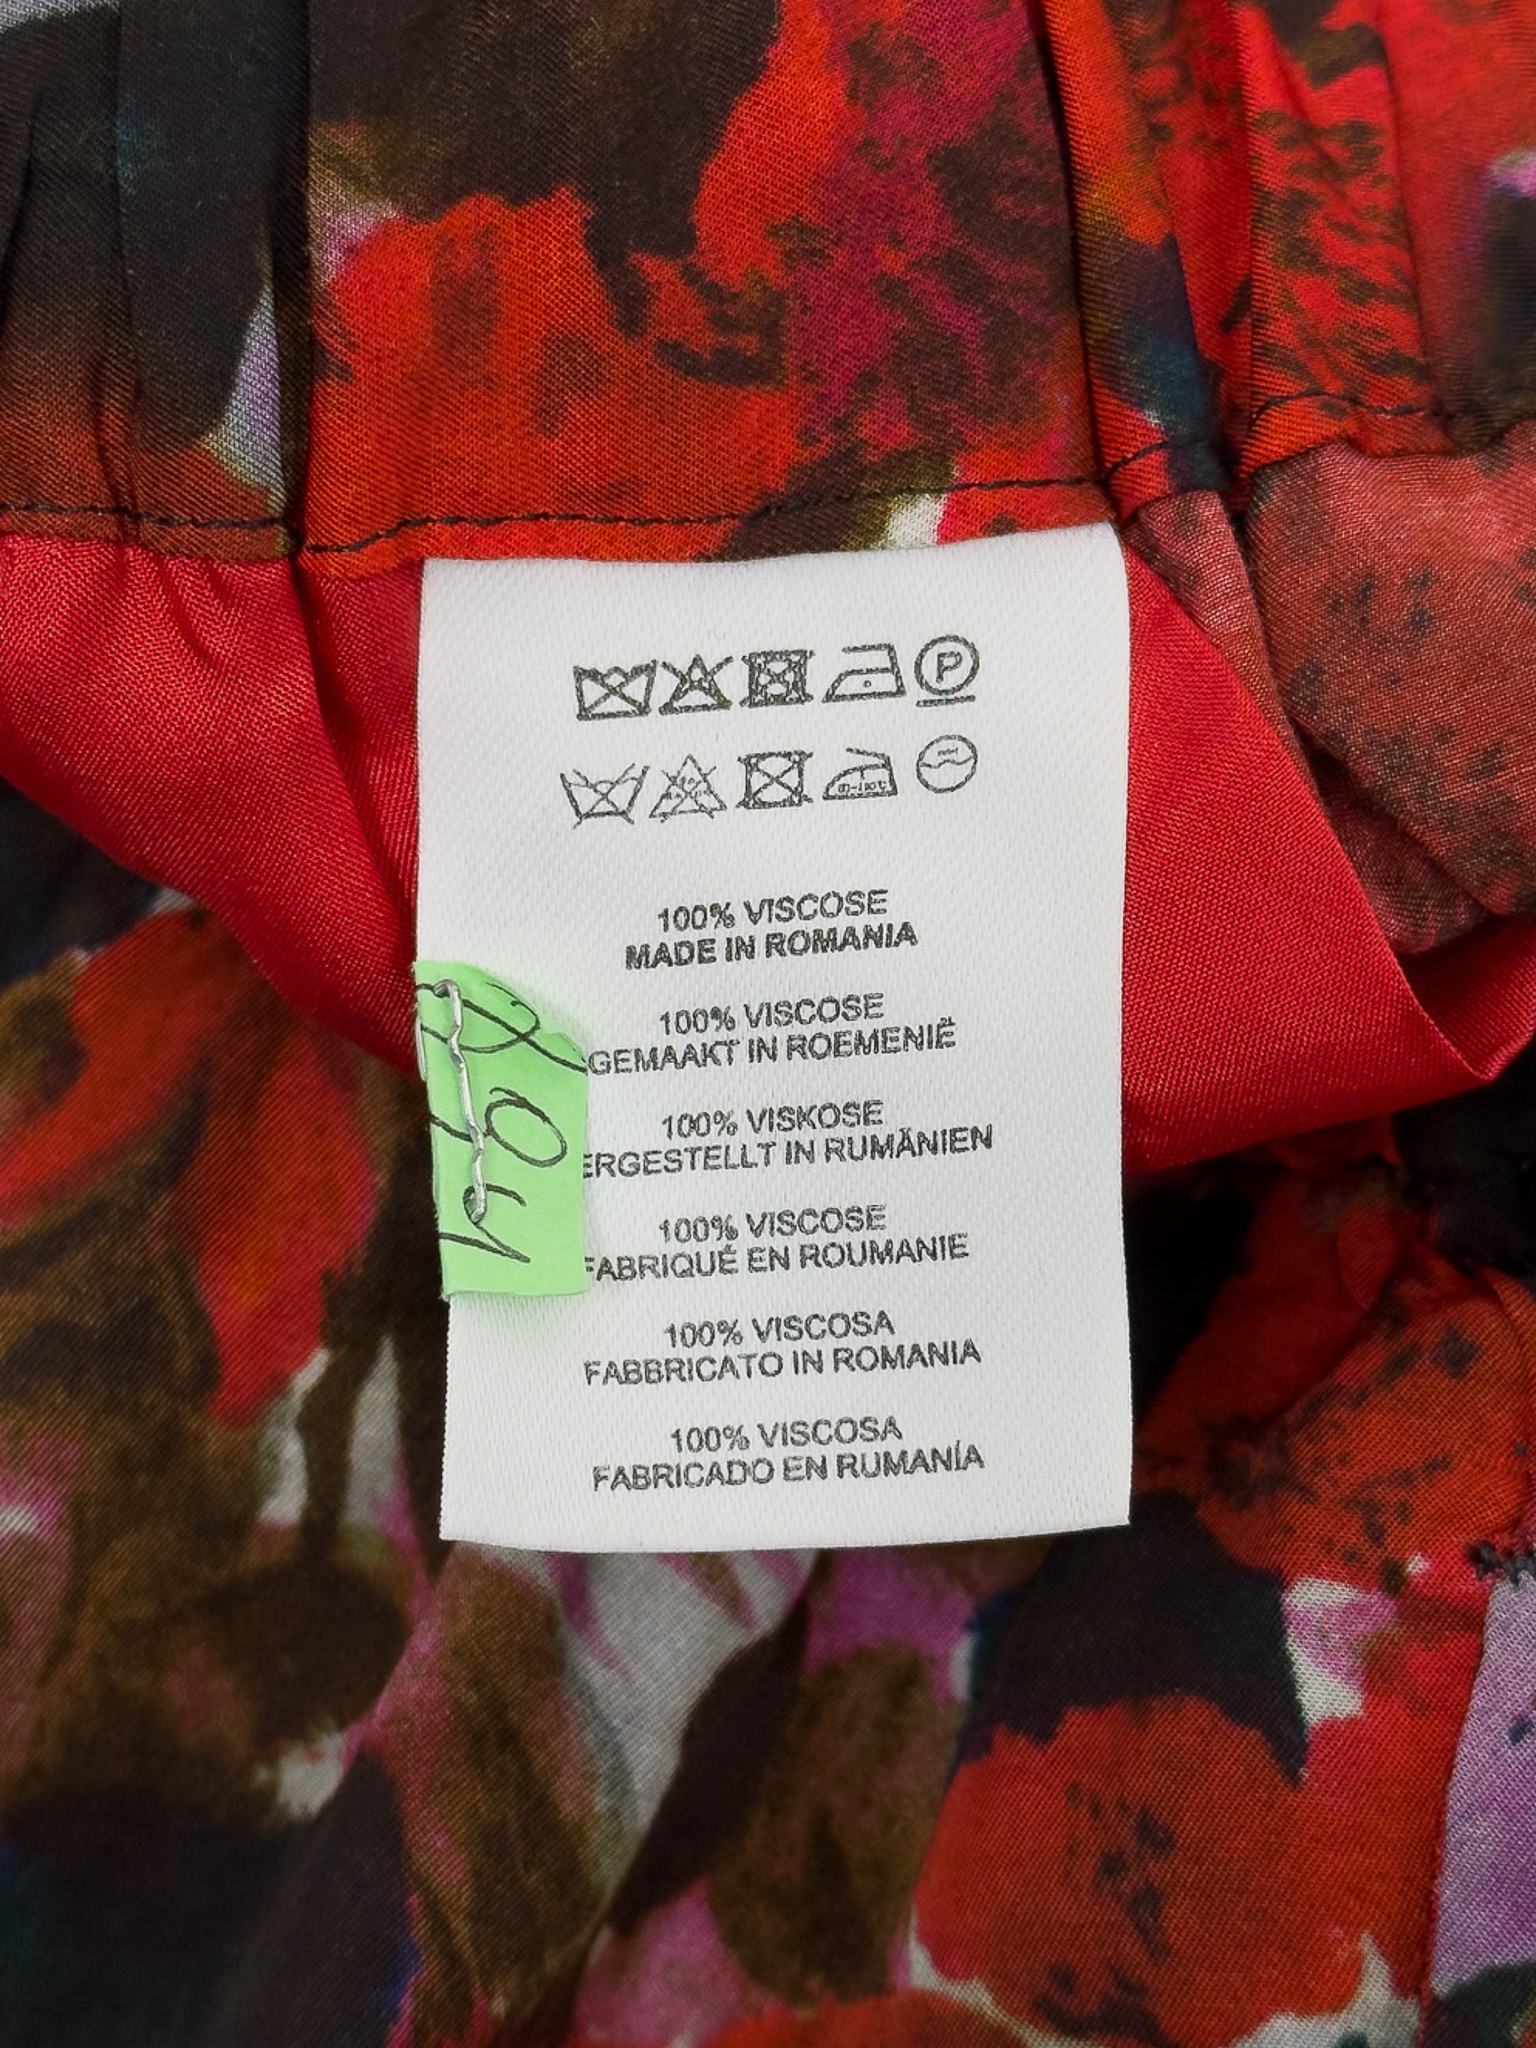 P
100% VISCOSE
MADE IN ROMANIA
100% VISCOSE
GEMAAKT IN ROEMENIË
100% VISKOSE
ERGESTELLT IN RUMÄNIEN
100% VISCOSE
FABRIQUÉ EN ROUMANIE
100% VISCOSA
FABBRICATO IN ROMANIA
100% VISCOSA
FABRICADO EN RUMANÍA